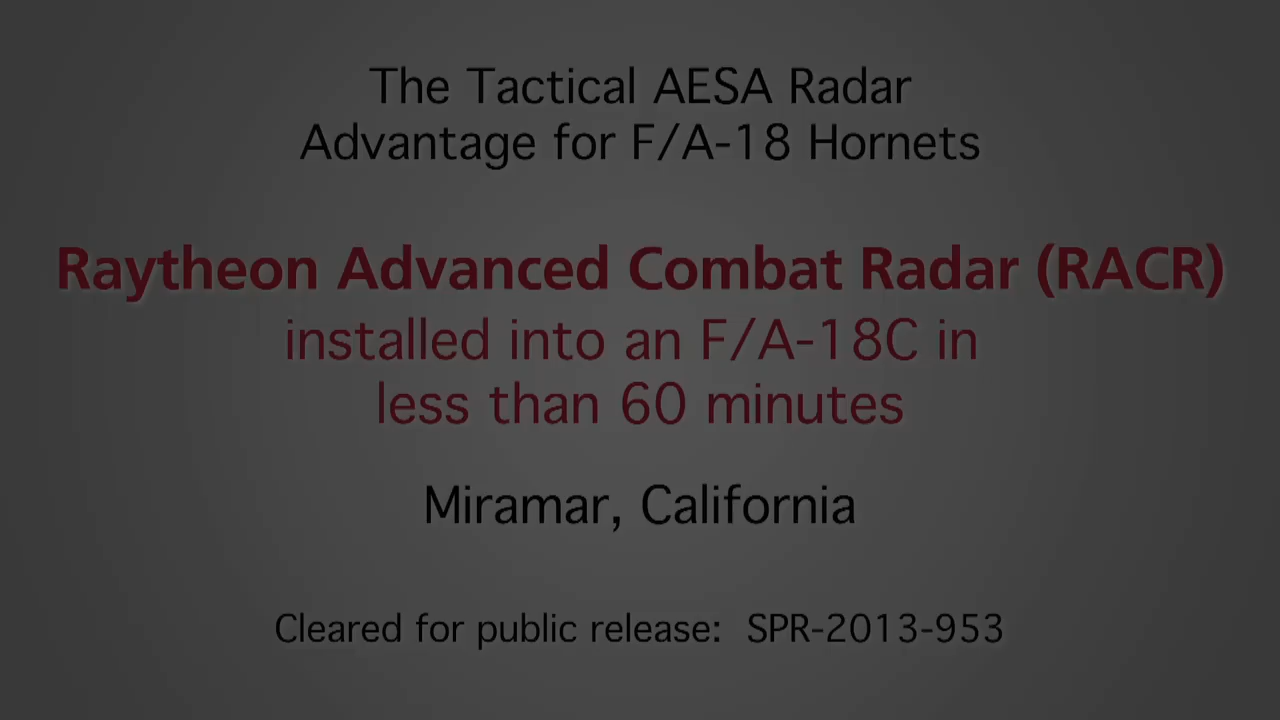 The Tactical AESA Radar
Advantage for F/A-18 Hornets
Raytheon Advanced Combat Radar (RACR)
installed into an F/A-18C in
less than 60 minutes
Miramar, California
Cleared for public release: SPR-2013-953